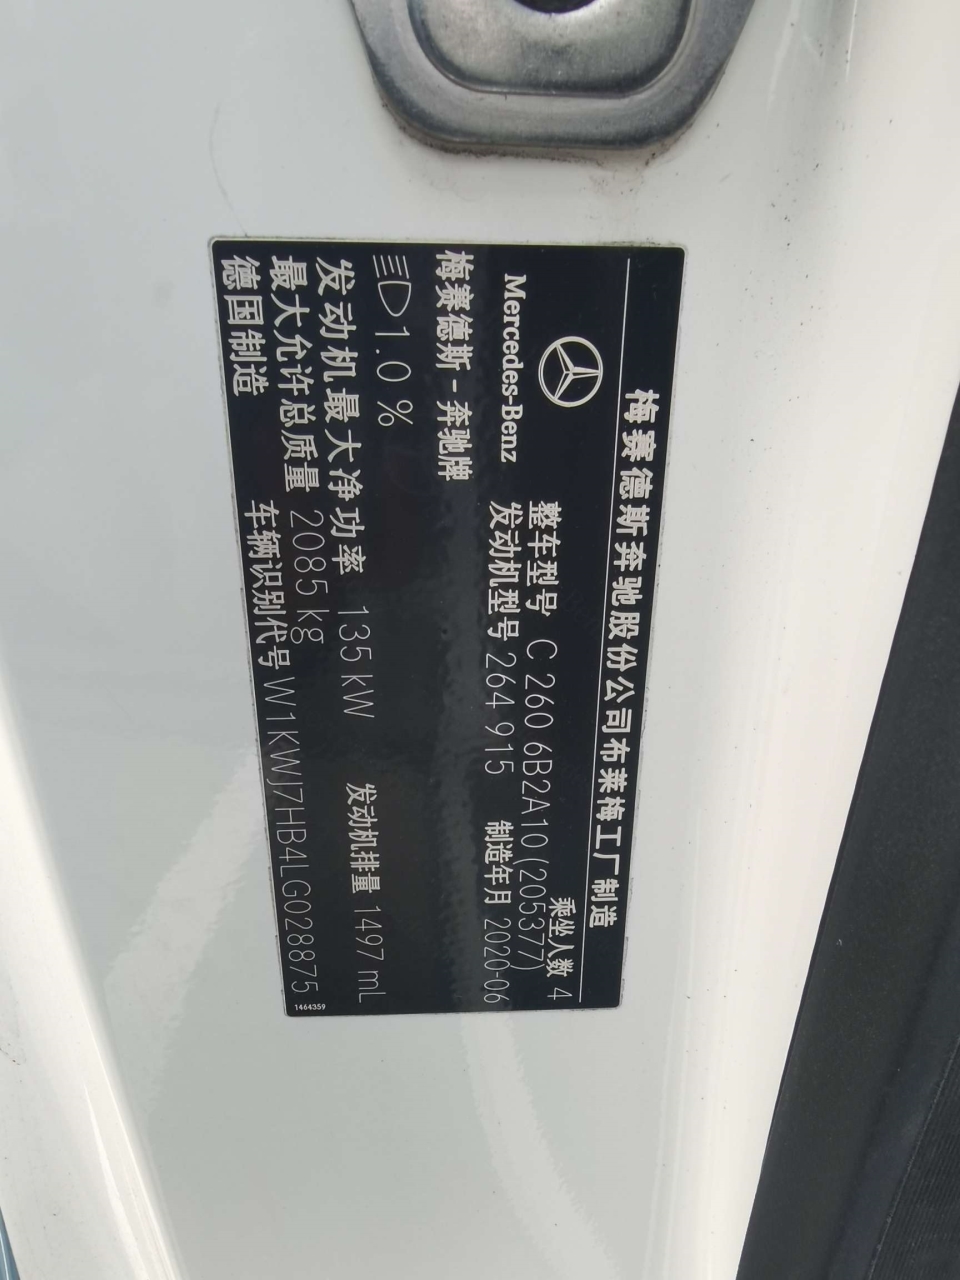 梅赛德斯奔驰股份公司布莱梅工厂制造
Mercedes-Benz
整车型号 C 260 6B2A10(205377)
乘坐人数 4
发动机型号 264 915
制造年月 2020-06
梅赛德斯-奔驰牌
1.0 %
发动机最大净功率 135 kW
发动机排量 1497 mL
最大允许总质量 2085 kg
德国制造
车辆识别代号 W1KWJ7HB4LG028875
1464359